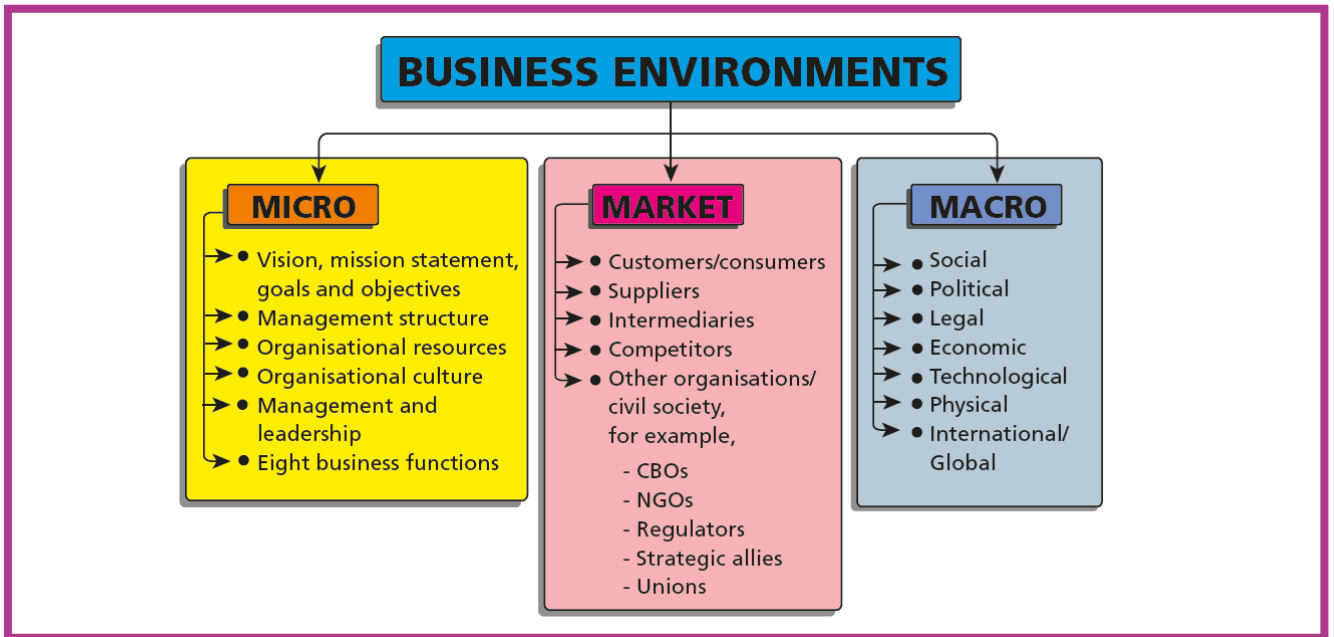 BUSINESS ENVIRONMENTS
MICRO
• Vision, mission statement,
goals and objectives
• Management structure
• Organisational resources
• Organisational culture
• Management and
leadership
• Eight business functions
MARKET
• Customers/consumers
• Suppliers
• Intermediaries
• Competitors
• Other organisations/
civil society,
for example,
- CBOs
- NGOs
- Regulators
- Strategic allies
- Unions
MACRO
• Social
• Political
• Legal
• Economic
• Technological
• Physical
• International/
Global